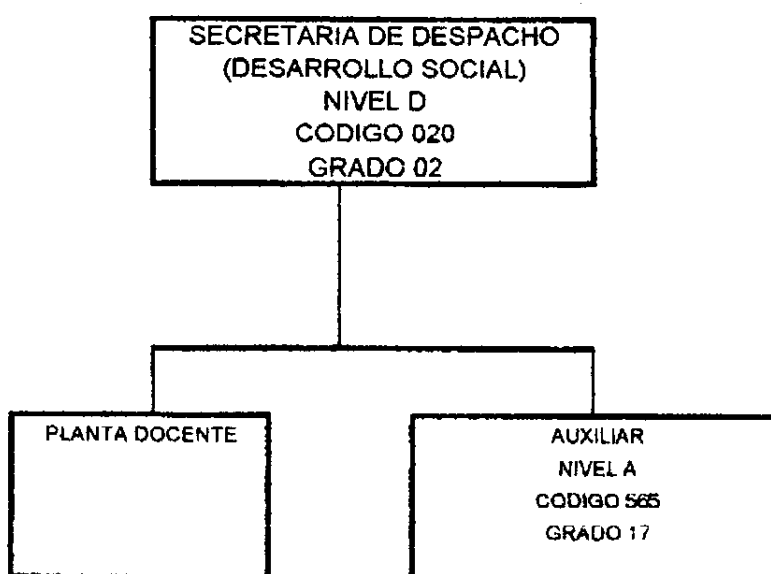 SECRETARIA DE DESPACHO
(DESARROLLO SOCIAL)
NIVEL D
CODIGO 020
GRADO 02
PLANTA DOCENTE
AUXILIAR
NIVEL A
CODIGO 565
GRADO 17